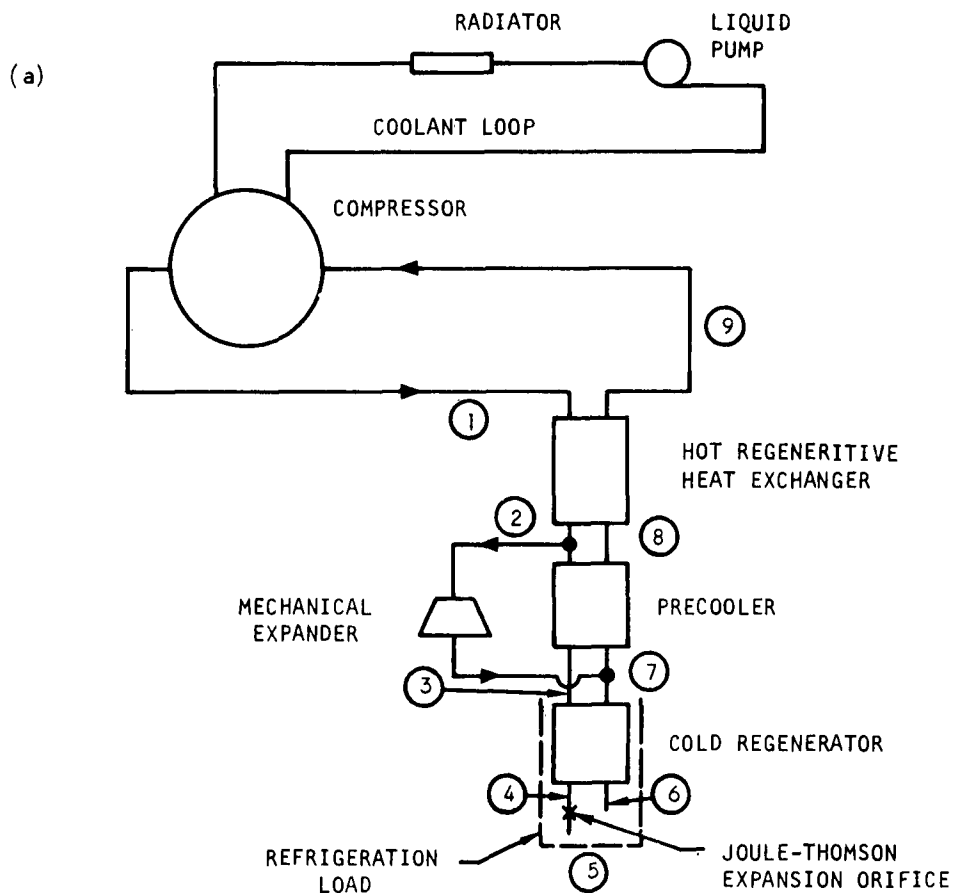 (a)
RADIATOR
LIQUID
PUMP
COOLANT LOOP
COMPRESSOR
9
1
HOT REGENERITIVE
HEAT EXCHANGER
2
8
MECHANICAL
EXPANDER
PRECOOLER
3
7
COLD REGENERATOR
4
6
REFRIGERATION
LOAD
5
JOULE-THOMSON
EXPANSION ORIFICE